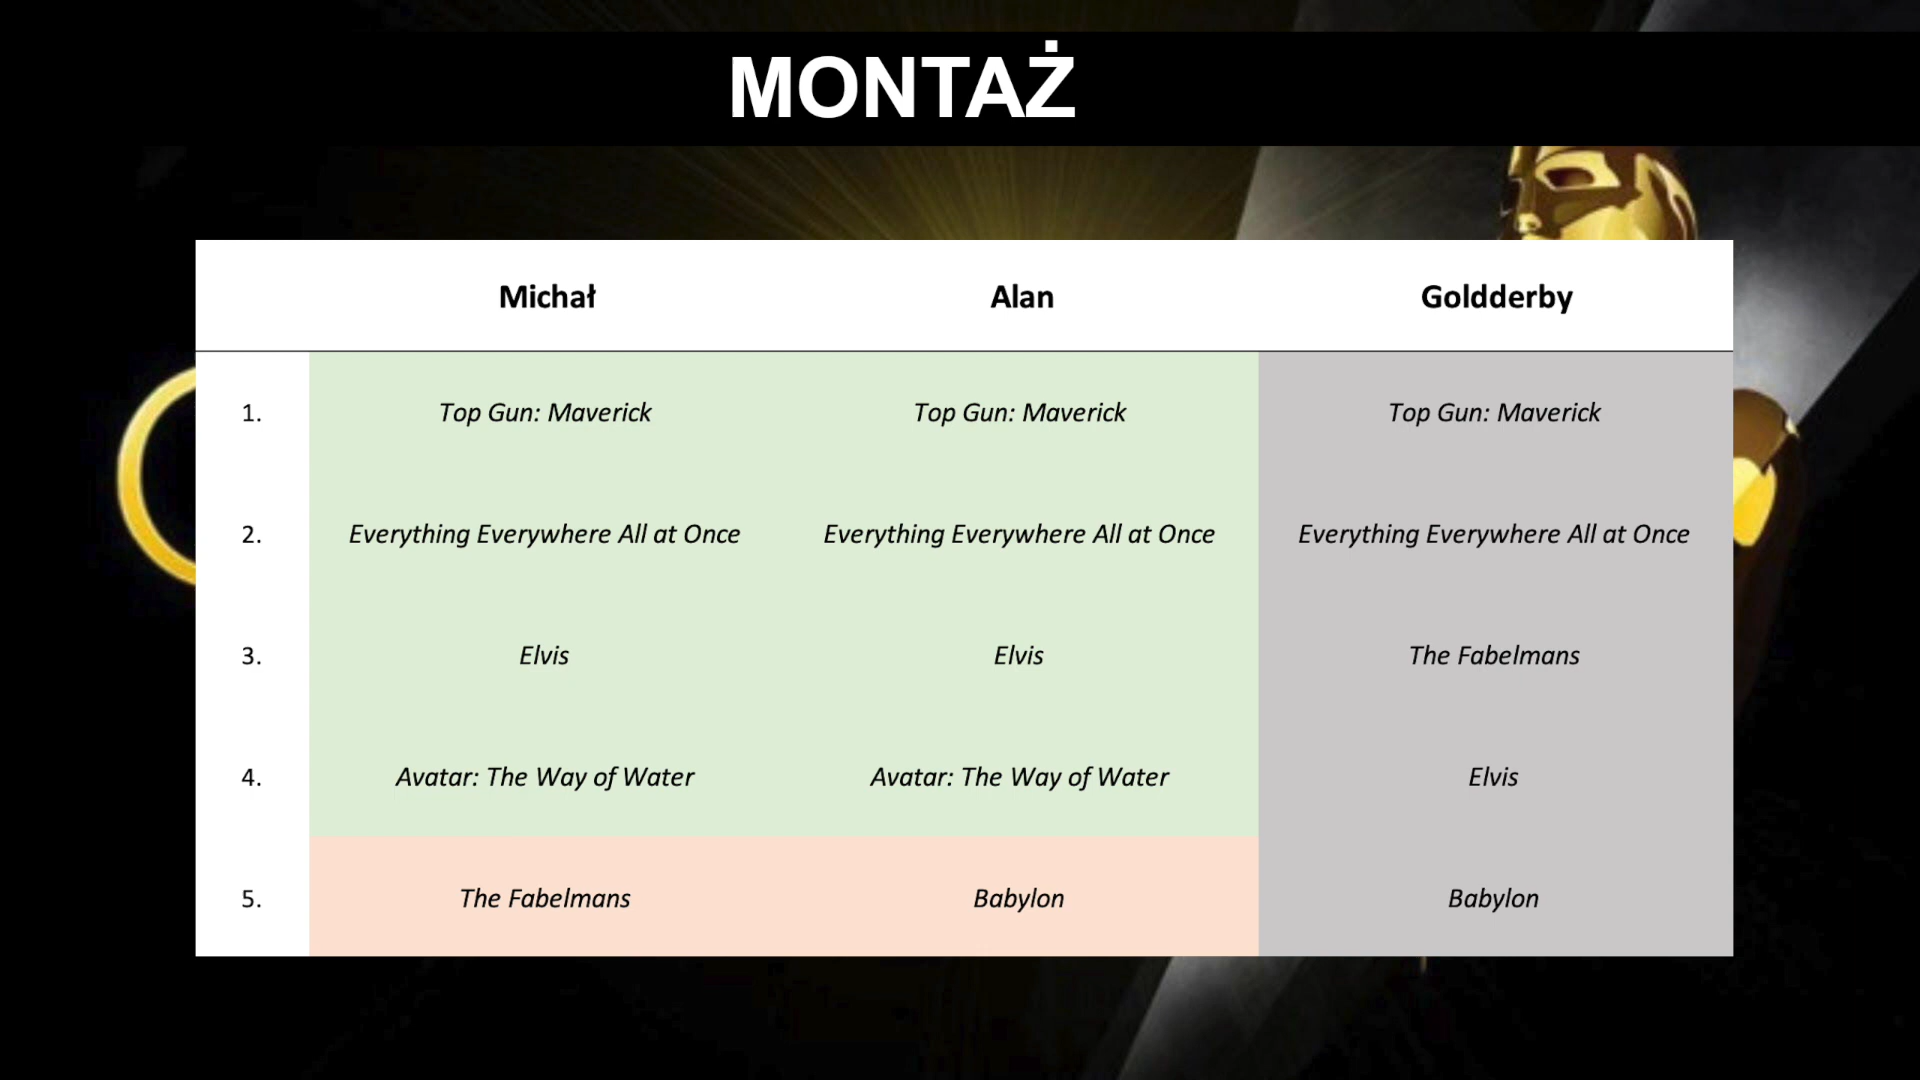 MONTAŻ
Michał Alan Goldderby
1. Top Gun: Maverick Top Gun: Maverick Top Gun: Maverick
2. Everything Everywhere All at Once Everything Everywhere All at Once Everything Everywhere All at Once
3. Elvis Elvis The Fabelmans
4. Avatar: The Way of Water Avatar: The Way of Water Elvis
5. The Fabelmans Babylon Babylon